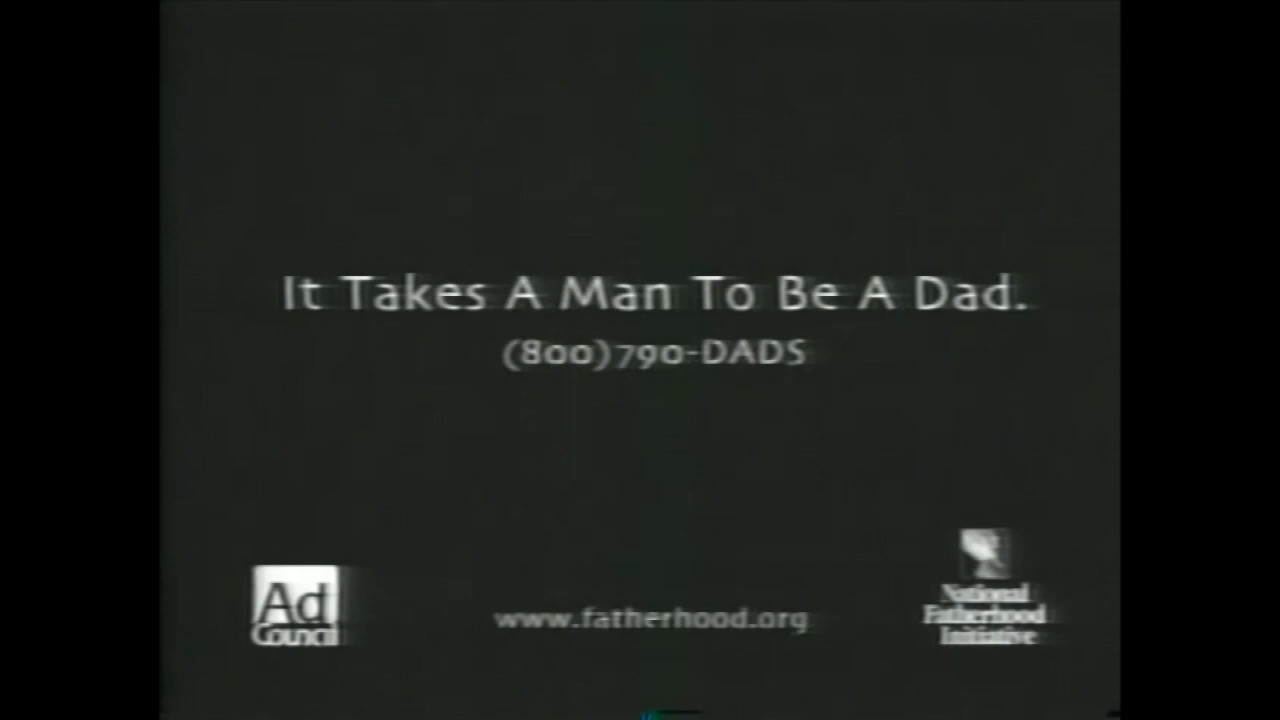 It Takes A Man To Be A Dad.
(800)790-DADS
Ad
Council
www.fatherhood.org
National
Fatherhood
Initiative